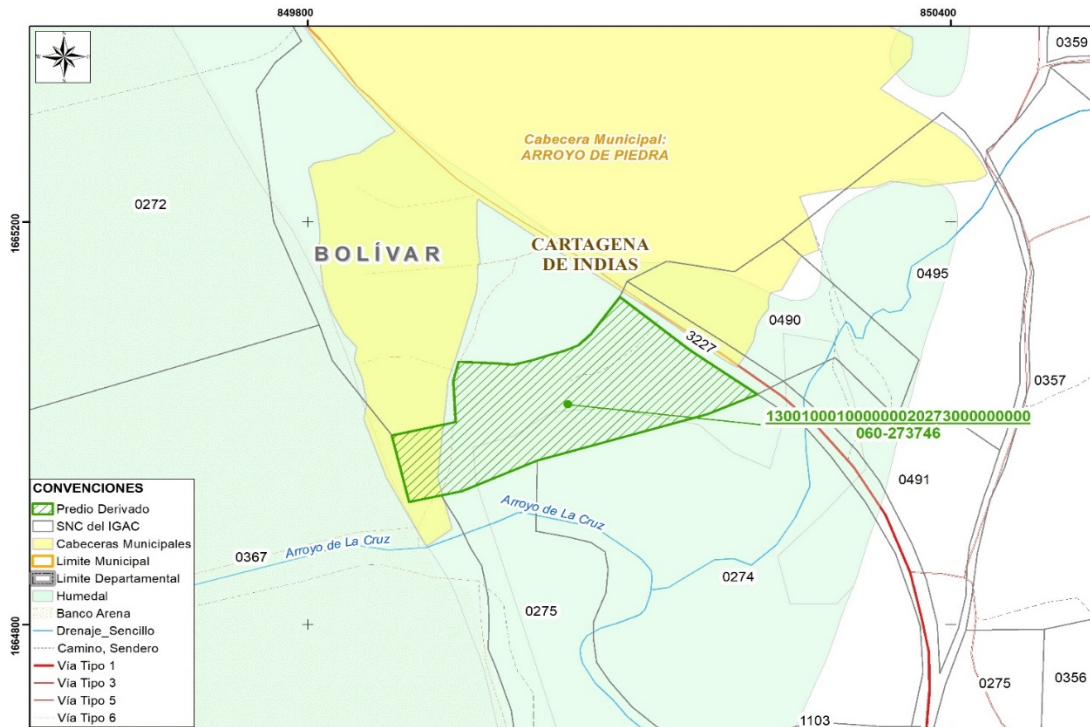 849800
850400
0359
Cabecera Municipal:
ARROYO DE PIEDRA
0272
1665200
BOLÍVAR
CARTAGENA
DE INDIAS
0495
0490
3227
0357
130010001000000020273000000000
060-273746
0491
CONVENCIONES
Predio Derivado
SNC del IGAC
Cabeceras Municipales
Limite Municipal
Limite Departamental
Humedal
Banco Arena
Drenaje_Sencillo
Camino, Sendero
Vía Tipo 1
Vía Tipo 3
Vía Tipo 5
Vía Tipo 6
Arroyo de La Cruz
Arroyo de La Cruz
0367
0274
0275
1664800
0275
0356
1103